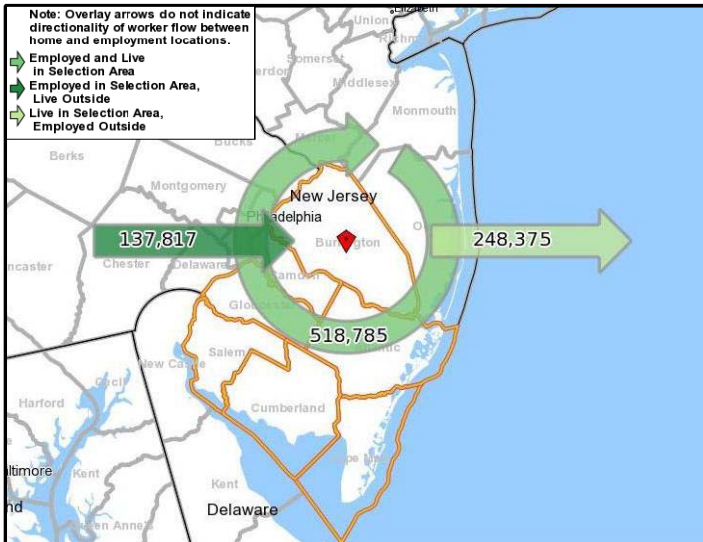 Note: Overlay arrows do not indicate
directionality of worker flow between
home and employment locations.
Employed and Live
in Selection Area
Employed in Selection Area,
Live Outside
Live in Selection Area,
Employed Outside
Elizabeth
Union
Somerset
Middlesex
Monmouth
Bucks
Berks
Montgomery
New Jersey
Philadelphia
Burlington
137,817
248,375
Chester
Delaware
Camden
Gloucester
518,785
Salem
New Castle
Cumberland
Harford
Kent
Kent
Delaware